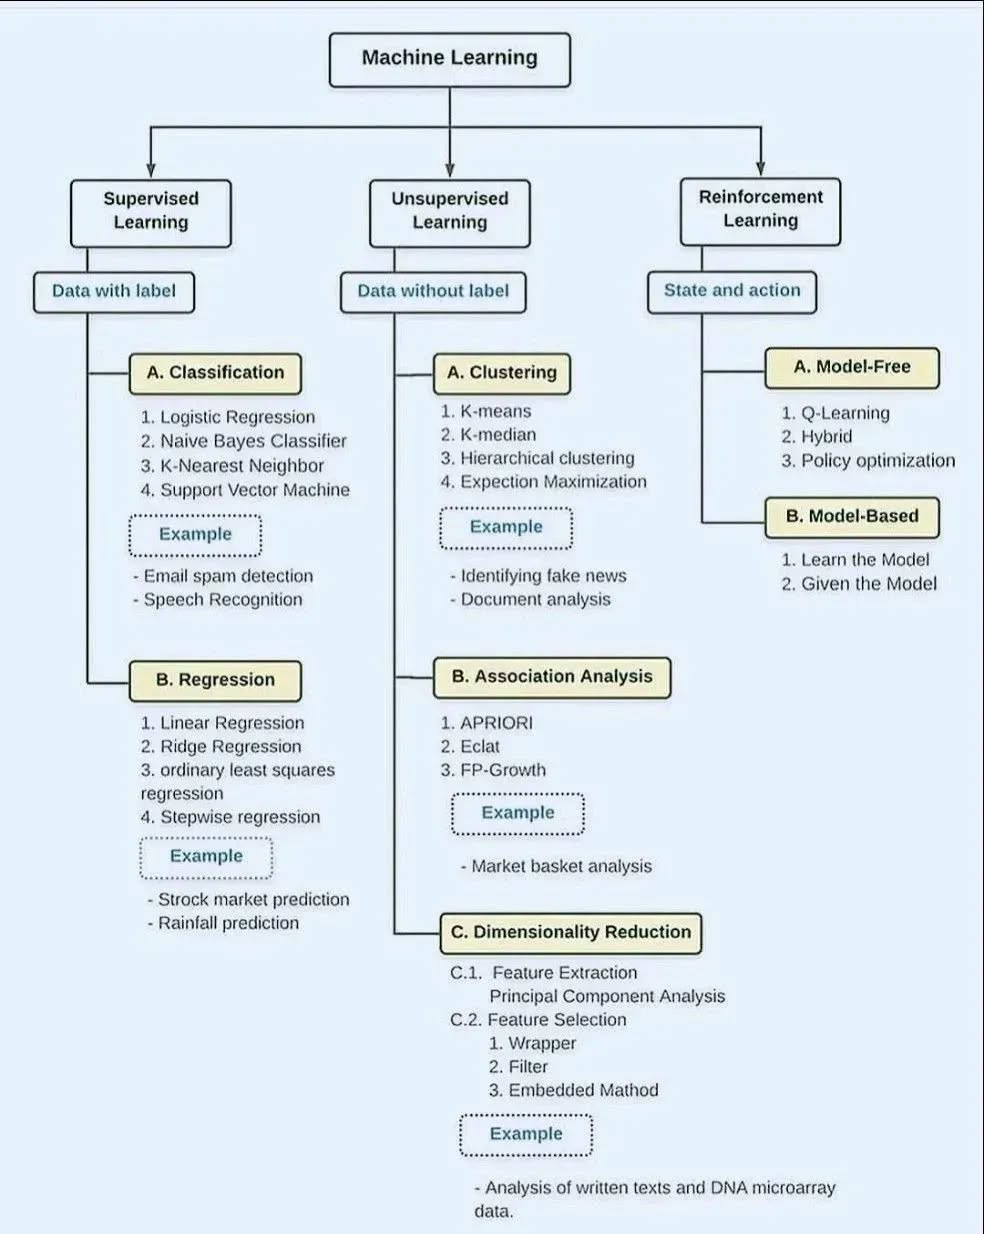 Machine Learning
Supervised
Learning
Data with label
A. Classification
1. Logistic Regression
2. Naive Bayes Classifier
3. K-Nearest Neighbor
4. Support Vector Machine
Example
- Email spam detection
- Speech Recognition
B. Regression
1. Linear Regression
2. Ridge Regression
3. ordinary least squares
regression
4. Stepwise regression
Example
- Strock market prediction
- Rainfall prediction
Unsupervised
Learning
Data without label
A. Clustering
1. K-means
2. K-median
3. Hierarchical clustering
4. Expection Maximization
Example
- Identifying fake news
- Document analysis
B. Association Analysis
1. APRIORI
2. Eclat
3. FP-Growth
Example
- Market basket analysis
C. Dimensionality Reduction
C.1. Feature Extraction
Principal Component Analysis
C.2. Feature Selection
1. Wrapper
2. Filter
3. Embedded Mathod
Example
- Analysis of written texts and DNA microarray
data.
Reinforcement
Learning
State and action
A. Model-Free
1. Q-Learning
2. Hybrid
3. Policy optimization
B. Model-Based
1. Learn the Model
2. Given the Model